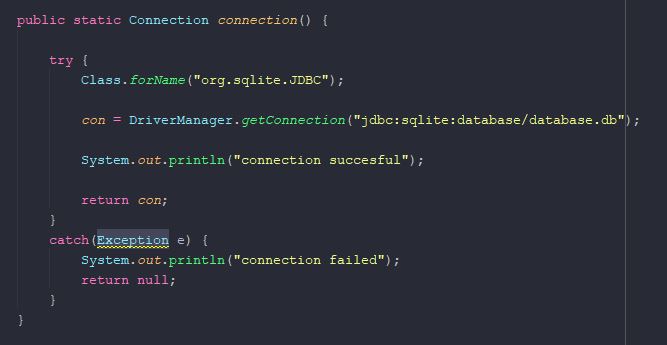 public static Connection connection() {
try {
Class.forName("org.sqlite.JDBC");
con = DriverManager.getConnection("jdbc:sqlite:database/database.db");
System.out.println("connection succesful");
return con;
}
catch(Exception e) {
System.out.println("connection failed");
return null;
}
}